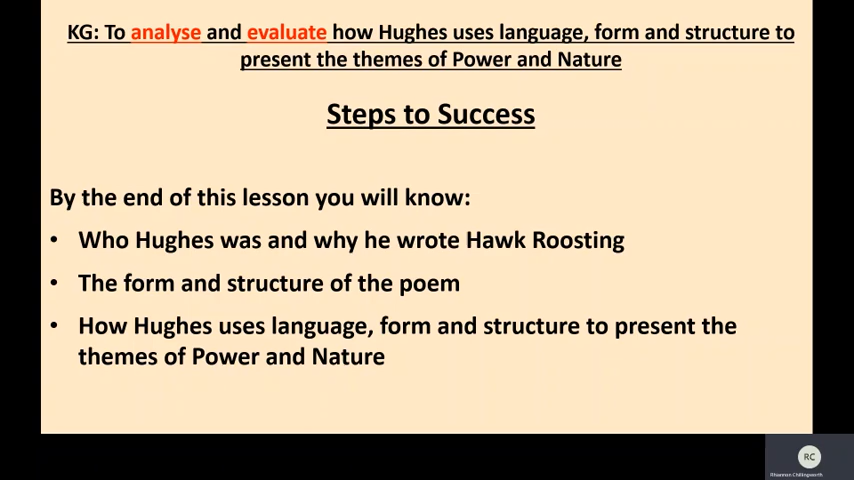 KG: To analyse and evaluate how Hughes uses language, form and structure to
present the themes of Power and Nature
Steps to Success
By the end of this lesson you will know:
• Who Hughes was and why he wrote Hawk Roosting
• The form and structure of the poem
• How Hughes uses language, form and structure to present the
themes of Power and Nature
RC
Rhiannon Chillingworth